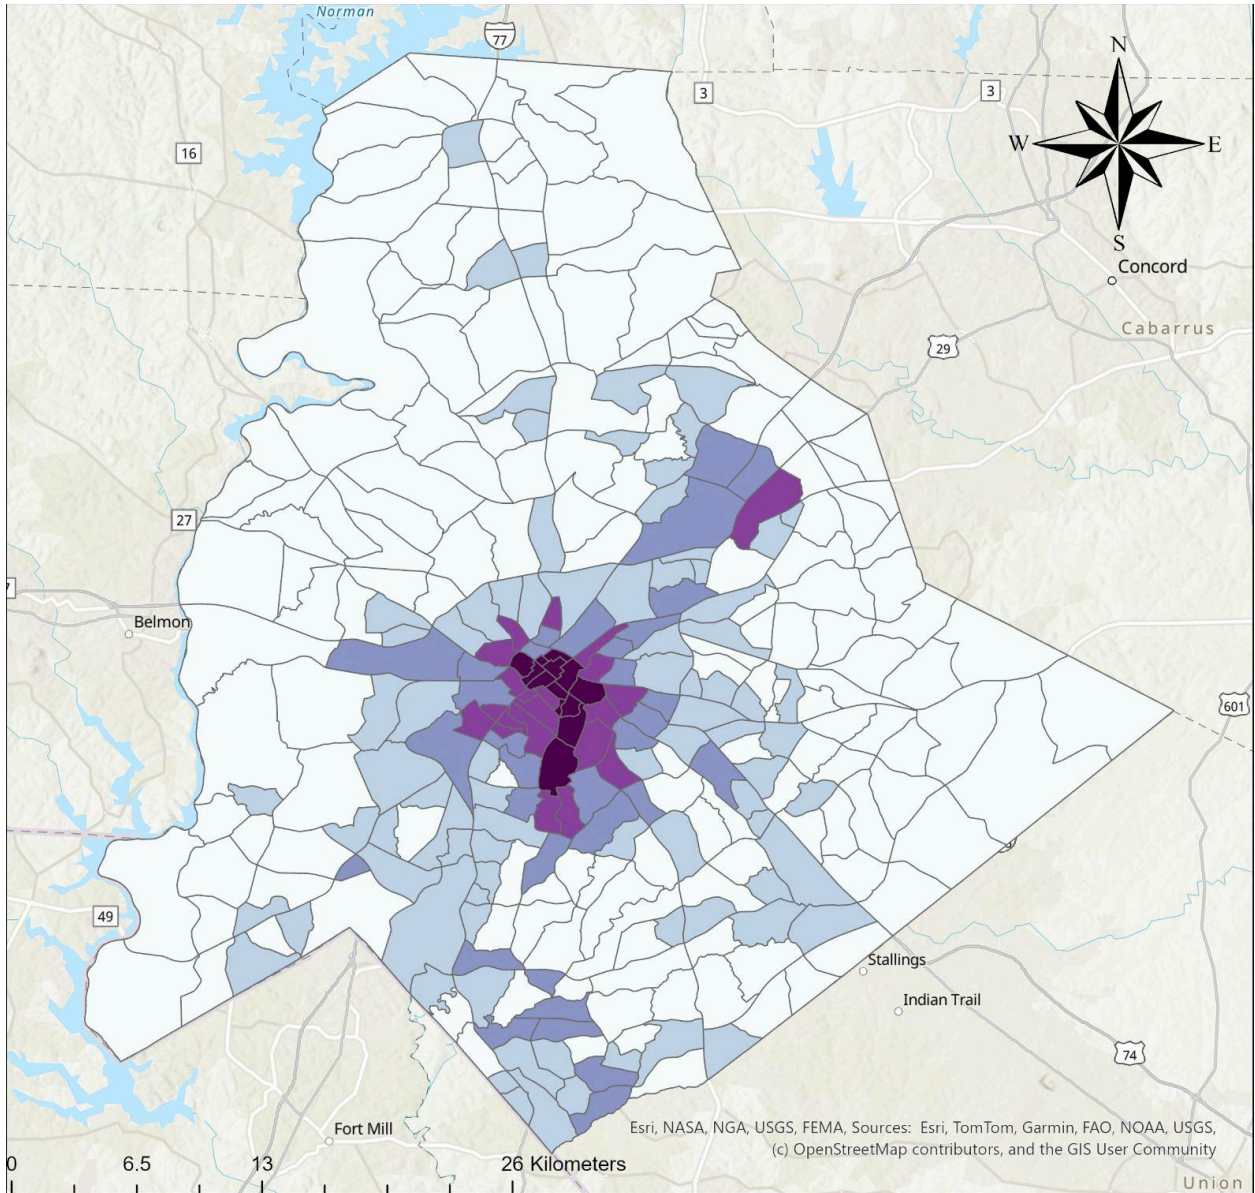 Norman
77
3
3
N
16
W
E
S
Concord
Cabarrus
29
27
Belmon
601
49
Stallings
Indian Trail
74
Fort Mill
Esri, NASA, NGA, USGS, FEMA, Sources: Esri, TomTom, Garmin, FAO, NOAA, USGS,
(c) OpenStreetMap contributors, and the GIS User Community
0 6.5 13 26 Kilometers
Union